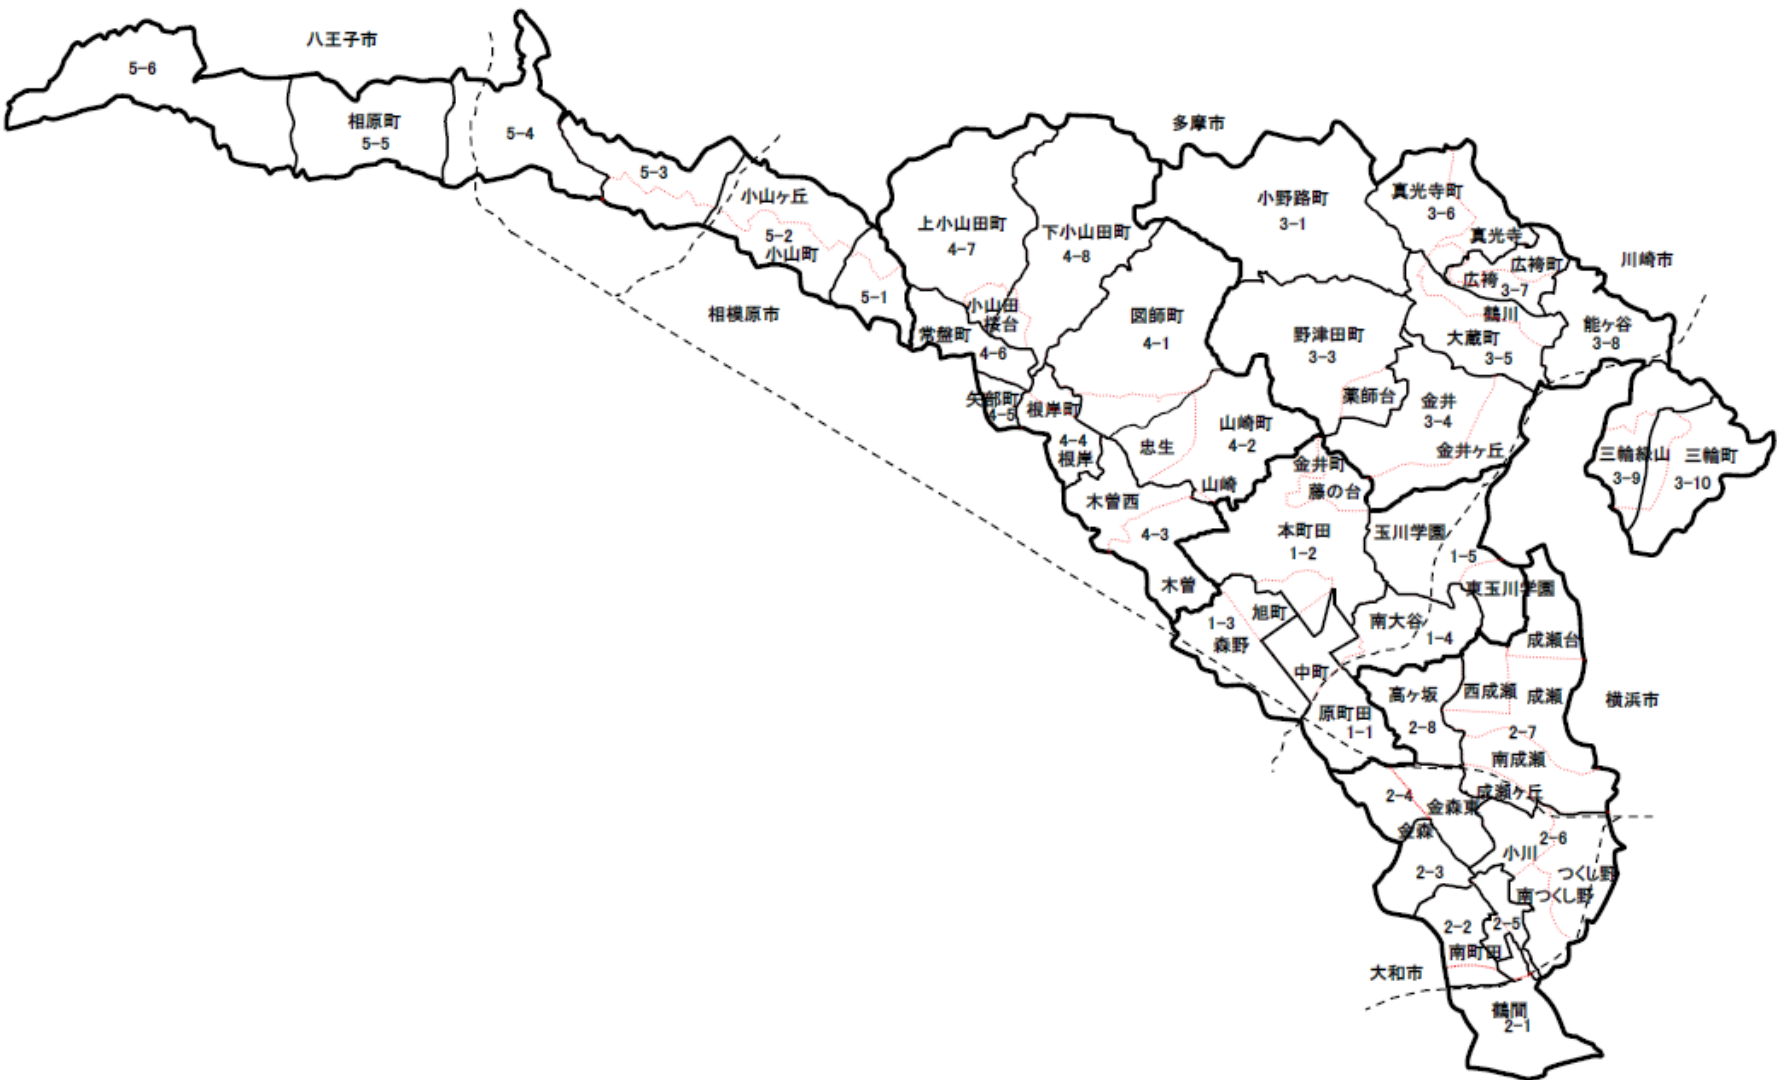 八王子市
5-6
相原町
5-5
5-4
5-3
小山ヶ丘
5-2
小山町
5-1
相模原市
多摩市
上小山田町
4-7
下小山田町
4-8
小野路町
3-1
真光寺町
3-6
真光寺
広袴町
広袴
3-7
川崎市
鶴川
能ヶ谷
3-8
大蔵町
3-5
小山田
桜台
常盤町
4-6
図師町
4-1
野津田町
3-3
薬師台
金井
3-4
金井ヶ丘
矢部町
4-5
根岸町
4-4
根岸
忠生
山崎町
4-2
山崎
三輪緑山
3-9
三輪町
3-10
木曽西
4-3
木曽
金井町
藤の台
本町田
1-2
玉川学園
1-5
東玉川学園
旭町
1-3
森野
南大谷
1-4
成瀬台
中町
原町田
1-1
高ヶ坂
2-8
西成瀬
成瀬
2-7
南成瀬
横浜市
成瀬ヶ丘
2-4
金森東
金森
2-3
2-6
小川
つくし野
南つくし野
2-2
2-5
南町田
大和市
鶴間
2-1